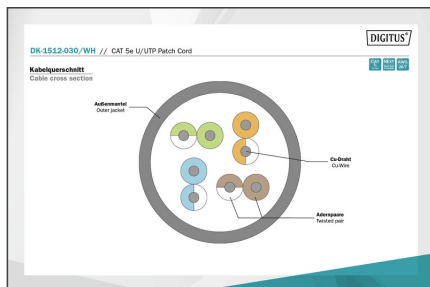 DIGITUS®
DK-1512-030/WH // CAT 5e U/UTP Patch Cord
Kabelquerschnitt
Cable cross section
Außenmantel
Outer jacket
Cu-Draht
Cu-Wire
Adernpaare
Twisted pair